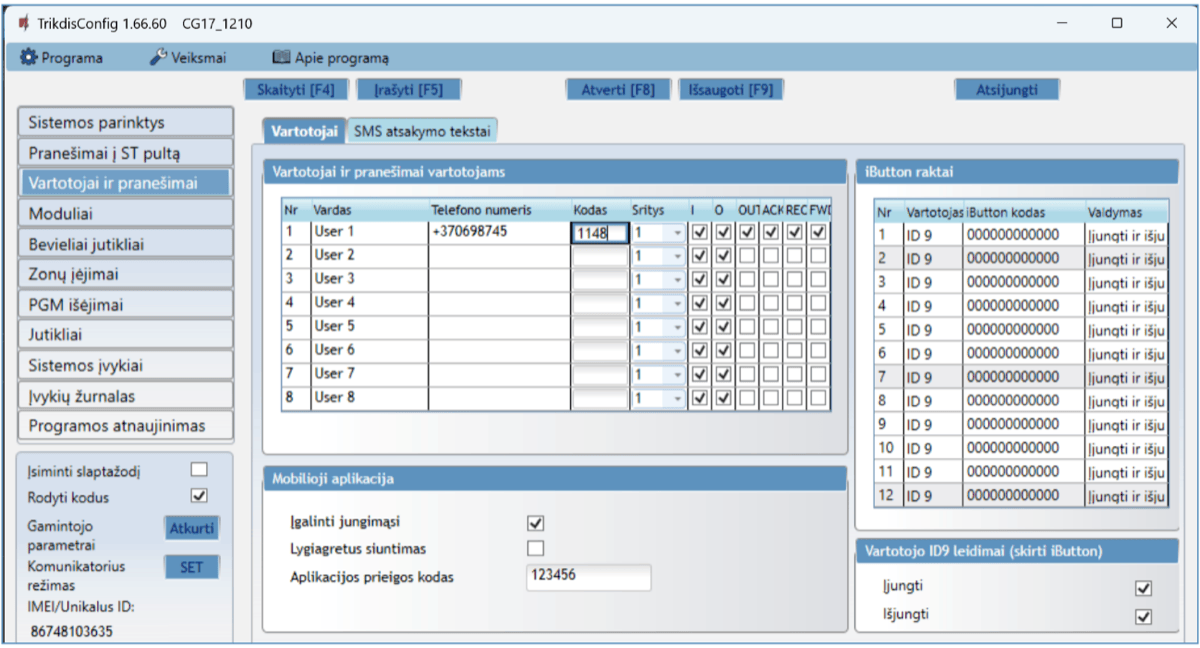 TrikdisConfig 1.66.60 CG17_1210
Programa Veiksmai Apie programą
Skaityti [F4] Įrašyti [F5] Atverti [F8] Išsaugoti [F9] Atsijungti
Sistemos parinktys
Pranešimai į ST pultą
Vartotojai ir pranešimai
Moduliai
Bevieliai jutikliai
Zonų įėjimai
PGM išėjimai
Jutikliai
Sistemos įvykiai
Įvykių žurnalas
Programos atnaujinimas
Įsiminti slaptažodį
Rodyti kodus
Gamintojo
parametrai
Atkurti
Komunikatorius
režimas
SET
IMEI/Unikalus ID:
86748103635
Vartotojai SMS atsakymo tekstai
Vartotojai ir pranešimai vartotojams
Nr Vardas Telefono numeris Kodas Sritys I O OUT ACK REC FWD
1 User 1 +370698745 1148 1
2 User 2 1
3 User 3 1
4 User 4 1
5 User 5 1
6 User 6 1
7 User 7 1
8 User 8 1
Mobilioji aplikacija
Įgalinti jungimąsi
Lygiagretus siuntimas
Aplikacijos prieigos kodas 123456
iButton raktai
Nr Vartotojas iButton kodas Valdymas
1 ID 9 000000000000 Įjungti ir išju
2 ID 9 000000000000 Įjungti ir išju
3 ID 9 000000000000 Įjungti ir išju
4 ID 9 000000000000 Įjungti ir išju
5 ID 9 000000000000 Įjungti ir išju
6 ID 9 000000000000 Įjungti ir išju
7 ID 9 000000000000 Įjungti ir išju
8 ID 9 000000000000 Įjungti ir išju
9 ID 9 000000000000 Įjungti ir išju
10 ID 9 000000000000 Įjungti ir išju
11 ID 9 000000000000 Įjungti ir išju
12 ID 9 000000000000 Įjungti ir išju
Vartotojo ID9 leidimai (skirti iButton)
Įjungti
Išjungti